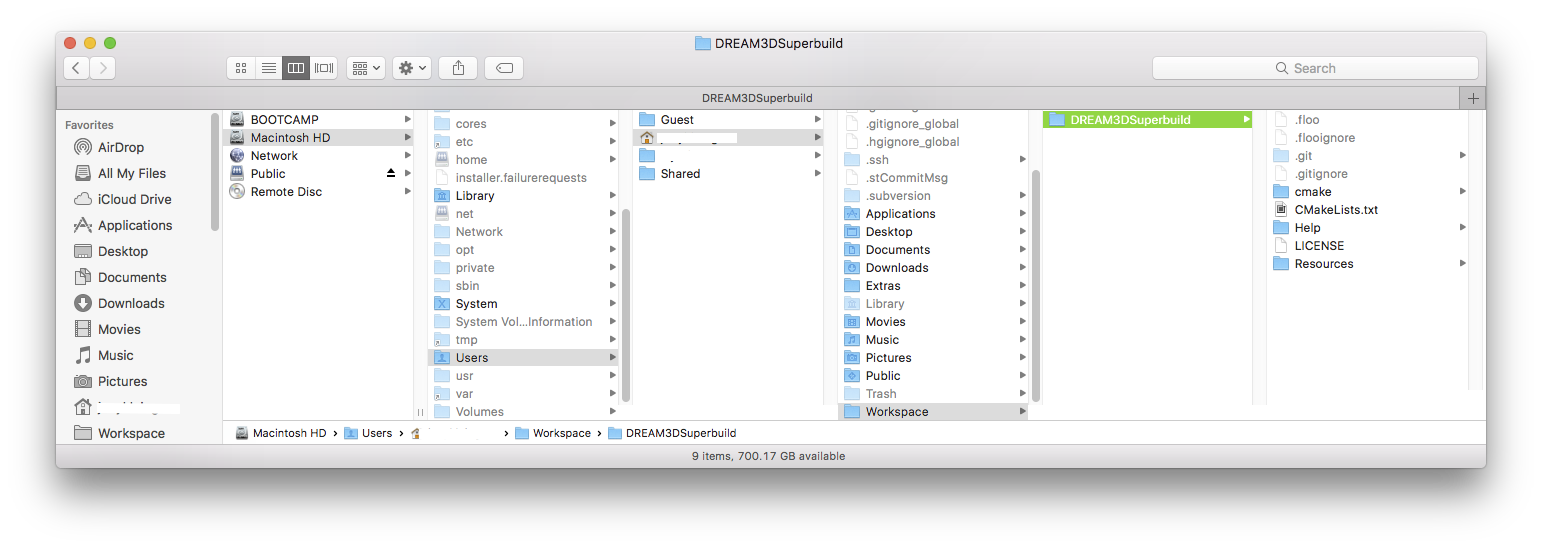 DREAM3DSuperbuild
Search
DREAM3DSuperbuild
Favorites
AirDrop
All My Files
iCloud Drive
Applications
Desktop
Documents
Downloads
Movies
Music
Pictures
Workspace
BOOTCAMP
Macintosh HD
Network
Public
Remote Disc
cores
etc
home
installer.failurerequests
Library
net
Network
opt
private
sbin
System
System Vol...Information
tmp
Users
usr
var
Volumes
Guest
Shared
.gitignore_global
.hgignore_global
.ssh
.stCommitMsg
.subversion
Applications
Desktop
Documents
Downloads
Extras
Library
Movies
Music
Pictures
Public
Trash
Workspace
DREAM3DSuperbuild
.floo
.flooignore
.git
.gitignore
cmake
CMakeLists.txt
Help
LICENSE
Resources
Macintosh HD › Users › › Workspace › DREAM3DSuperbuild
9 items, 700.17 GB available